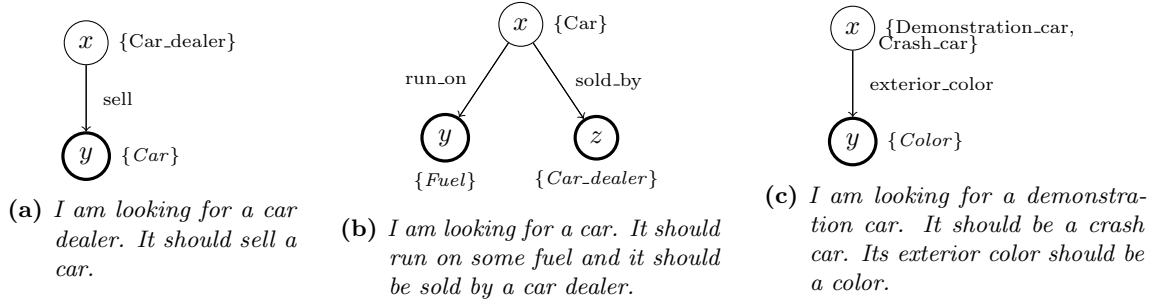 x {Car_dealer}
sell
y {Car}
(a) I am looking for a car
dealer. It should sell a
car.
x {Car}
run_on sold_by
y z
{Fuel} {Car_dealer}
(b) I am looking for a car. It should
run on some fuel and it should
be sold by a car dealer.
x {Demonstration_car,
Crash_car}
exterior_color
y {Color}
(c) I am looking for a demonstra-
tion car. It should be a crash
car. Its exterior color should be
a color.